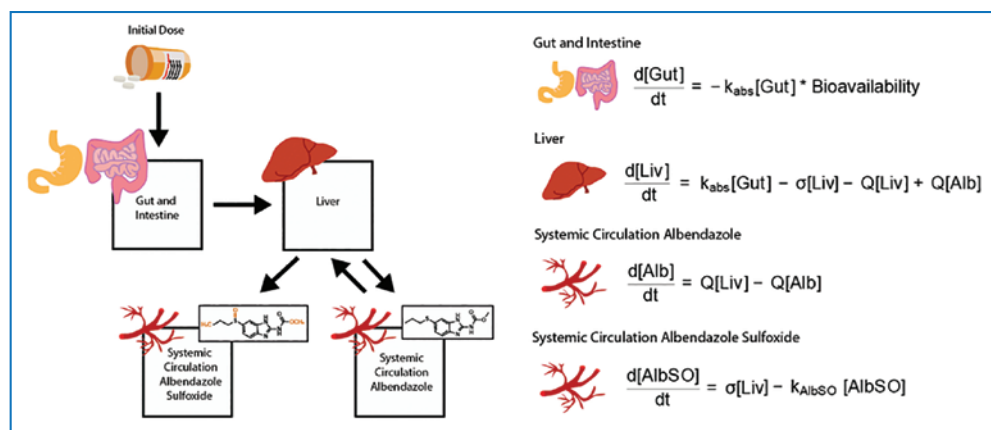 Initial Dose
Gut and
Intestine
Liver
Systemic
Circulation
Albendazole
Sulfoxide
Systemic
Circulation
Albendazole
Gut and Intestine
d[Gut]
dt
= − kabs[Gut] * Bioavailability
Liver
d[Liv]
dt
= kabs[Gut] − σ[Liv] − Q[Liv] + Q[Alb]
Systemic Circulation Albendazole
d[Alb]
dt
= Q[Liv] − Q[Alb]
Systemic Circulation Albendazole Sulfoxide
d[AlbSO]
dt
= σ[Liv] − kAlbSO [AlbSO]